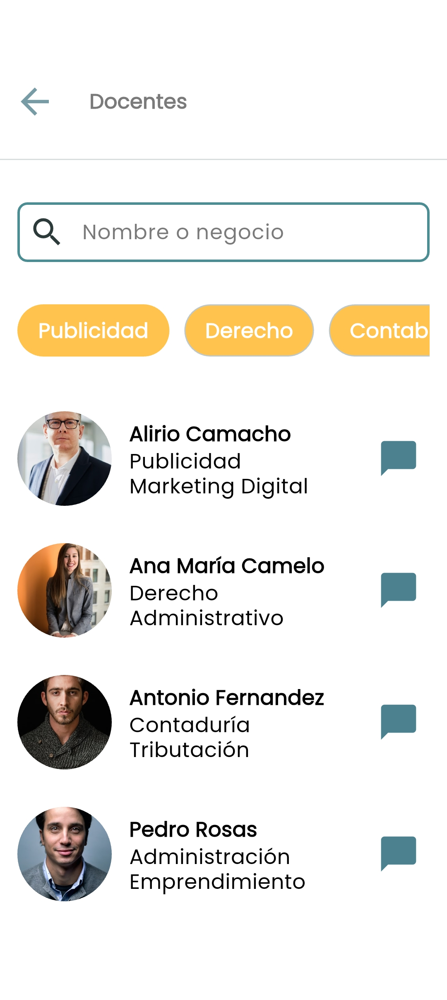 Docentes
Nombre o negocio
Publicidad
Derecho
Contab
Alirio Camacho
Publicidad
Marketing Digital
Ana María Camelo
Derecho
Administrativo
Antonio Fernandez
Contaduría
Tributación
Pedro Rosas
Administración
Emprendimiento